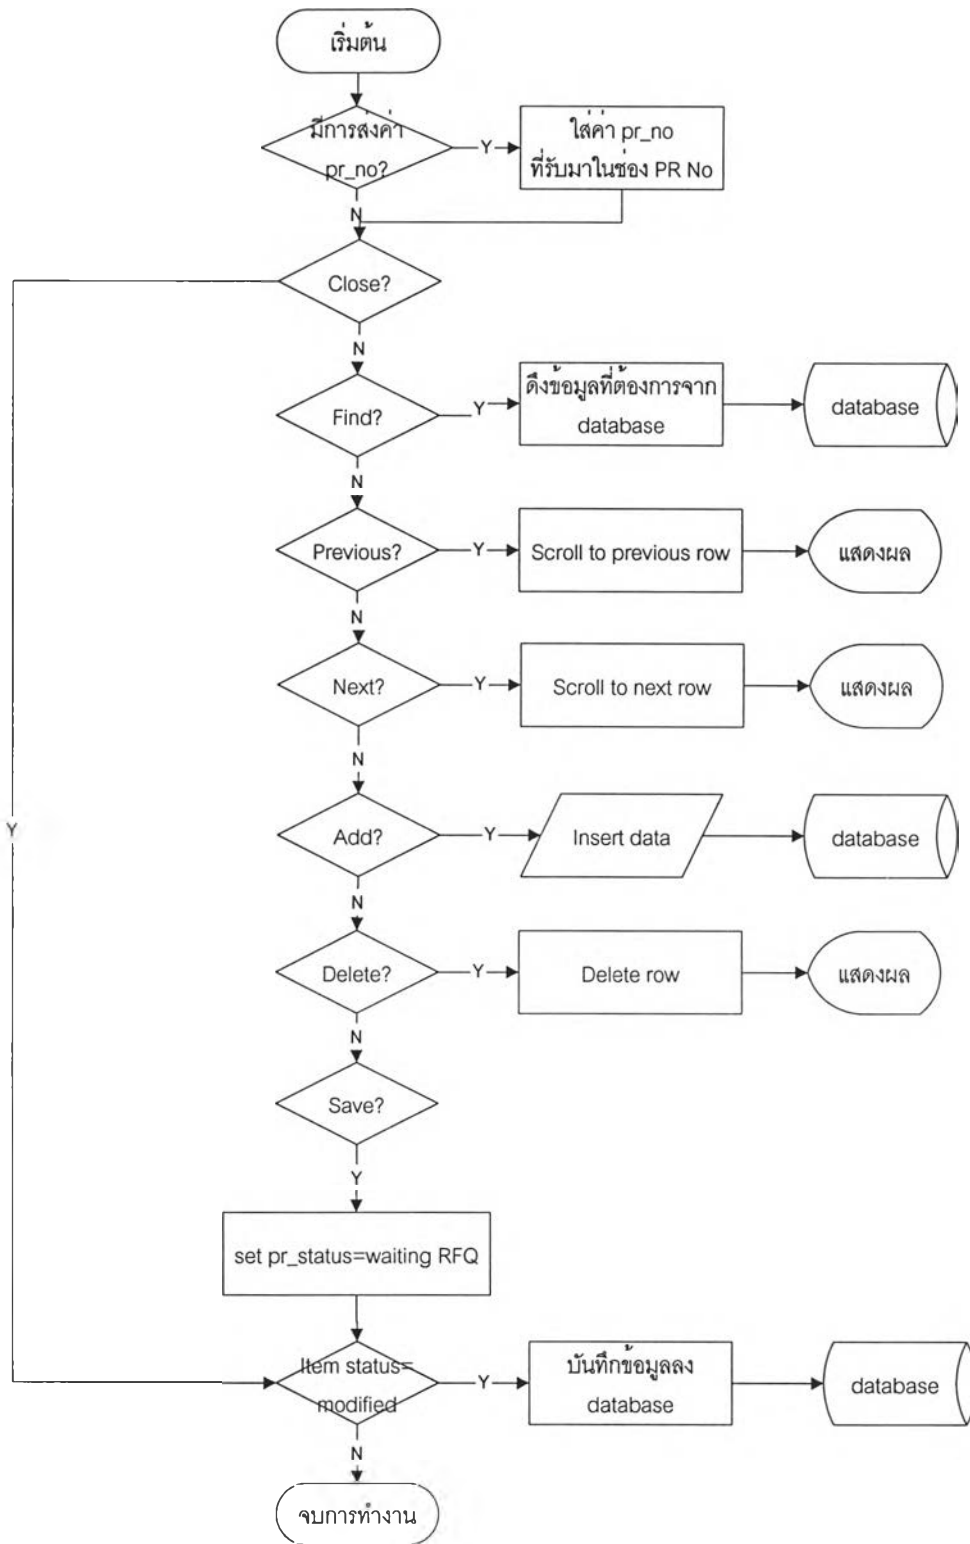 เริ่มต้น
มีการส่งค่า
pr_no?
Y
ใส่ค่า pr_no
ที่รับมาในช่อง PR No
N
Close?
N
Find?
Y
ดึงข้อมูลที่ต้องการจาก
database
database
N
Previous?
Y
Scroll to previous row
แสดงผล
N
Next?
Y
Scroll to next row
แสดงผล
N
Y
Add?
Y
Insert data
database
N
Delete?
Y
Delete row
แสดงผล
N
Save?
Y
set pr_status=waiting RFQ
Item status=
modified
Y
บันทึกข้อมูลลง
database
database
N
จบการทำงาน